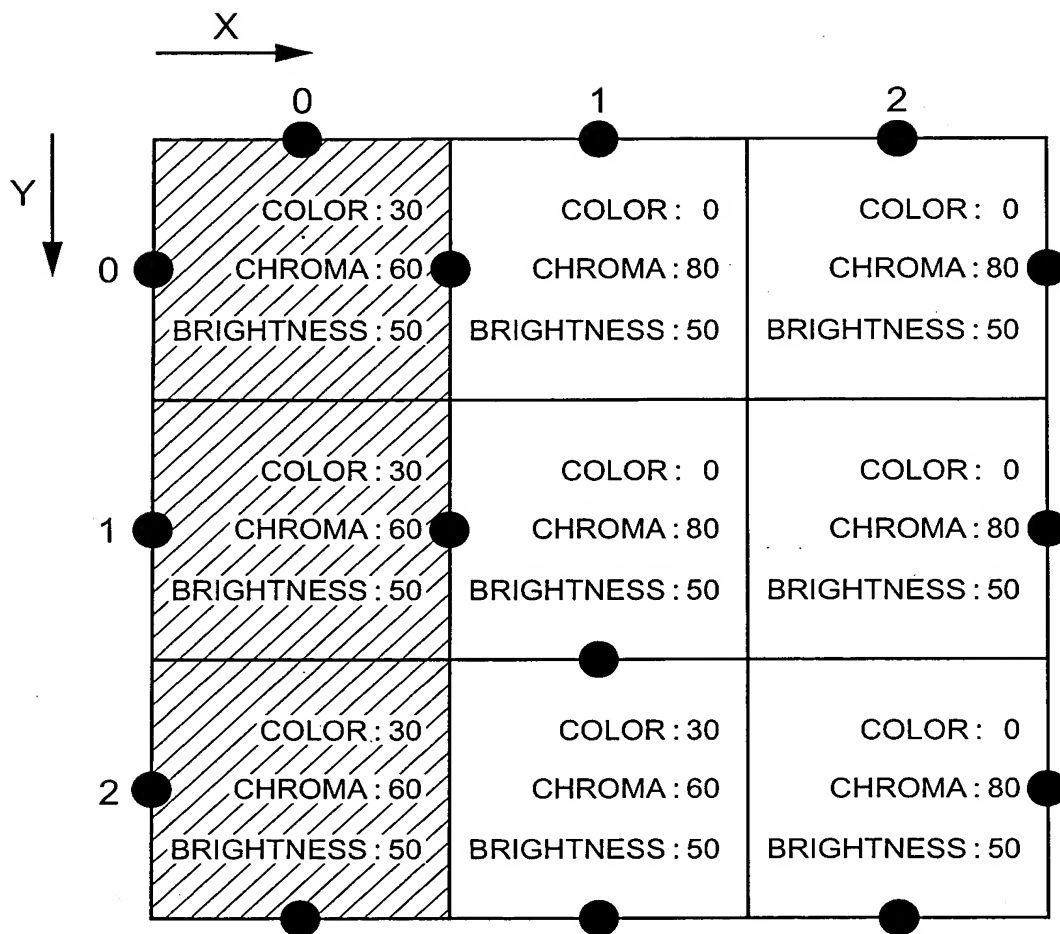 X
0 1 2
Y
COLOR : 30 COLOR : 0 COLOR : 0
0 CHROMA : 60 CHROMA : 80 CHROMA : 80
BRIGHTNESS : 50 BRIGHTNESS : 50 BRIGHTNESS : 50
COLOR : 30 COLOR : 0 COLOR : 0
1 CHROMA : 60 CHROMA : 80 CHROMA : 80
BRIGHTNESS : 50 BRIGHTNESS : 50 BRIGHTNESS : 50
COLOR : 30 COLOR : 30 COLOR : 0
2 CHROMA : 60 CHROMA : 60 CHROMA : 80
BRIGHTNESS : 50 BRIGHTNESS : 50 BRIGHTNESS : 50